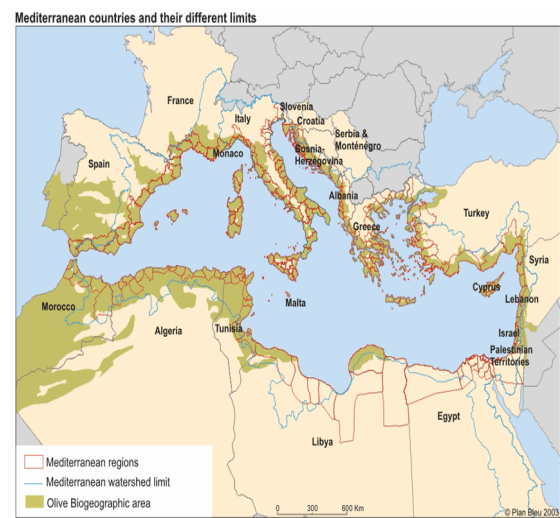 Mediterranean countries and their different limits
France
Slovenia
Italy
Croatia
Serbia &
Monténégro
Bosnia-
Herzégovina
Monaco
Spain
Albania
Greece
Turkey
Cyprus
Syria
Lebanon
Malta
Morocco
Algeria
Tunisia
Israel
Palestinian
Territories
Egypt
Libya
Mediterranean regions
Mediterranean watershed limit
Olive Biogeographic area
0 300 600 Km
© Plan Bleu 2003